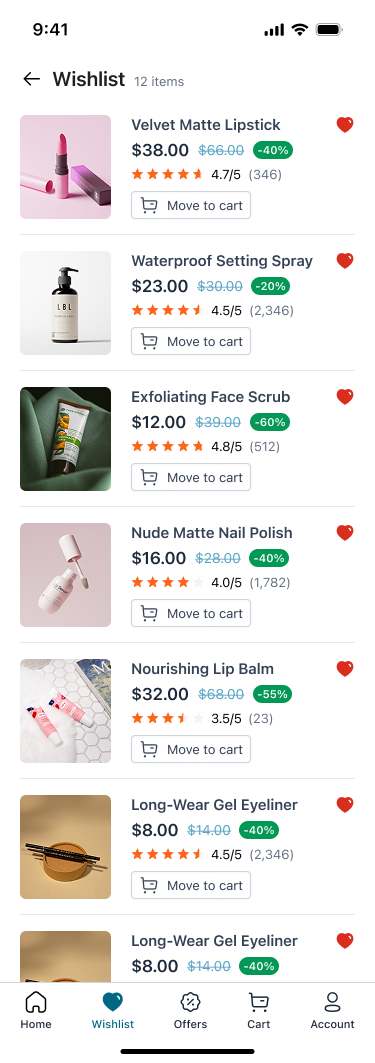 9:41
Wishlist 12 items
Velvet Matte Lipstick
$38.00 $66.00 -40%
4.7/5 (346)
Move to cart
Waterproof Setting Spray
$23.00 $30.00 -20%
4.5/5 (2,346)
Move to cart
LBL
Exfoliating Face Scrub
$12.00 $39.00 -60%
4.8/5 (512)
Move to cart
Nude Matte Nail Polish
$16.00 $28.00 -40%
4.0/5 (1,782)
Move to cart
Nourishing Lip Balm
$32.00 $68.00 -55%
3.5/5 (23)
Move to cart
Long-Wear Gel Eyeliner
$8.00 $14.00 -40%
4.5/5 (2,346)
Move to cart
Long-Wear Gel Eyeliner
$8.00 $14.00 -40%
Home Wishlist Offers Cart Account